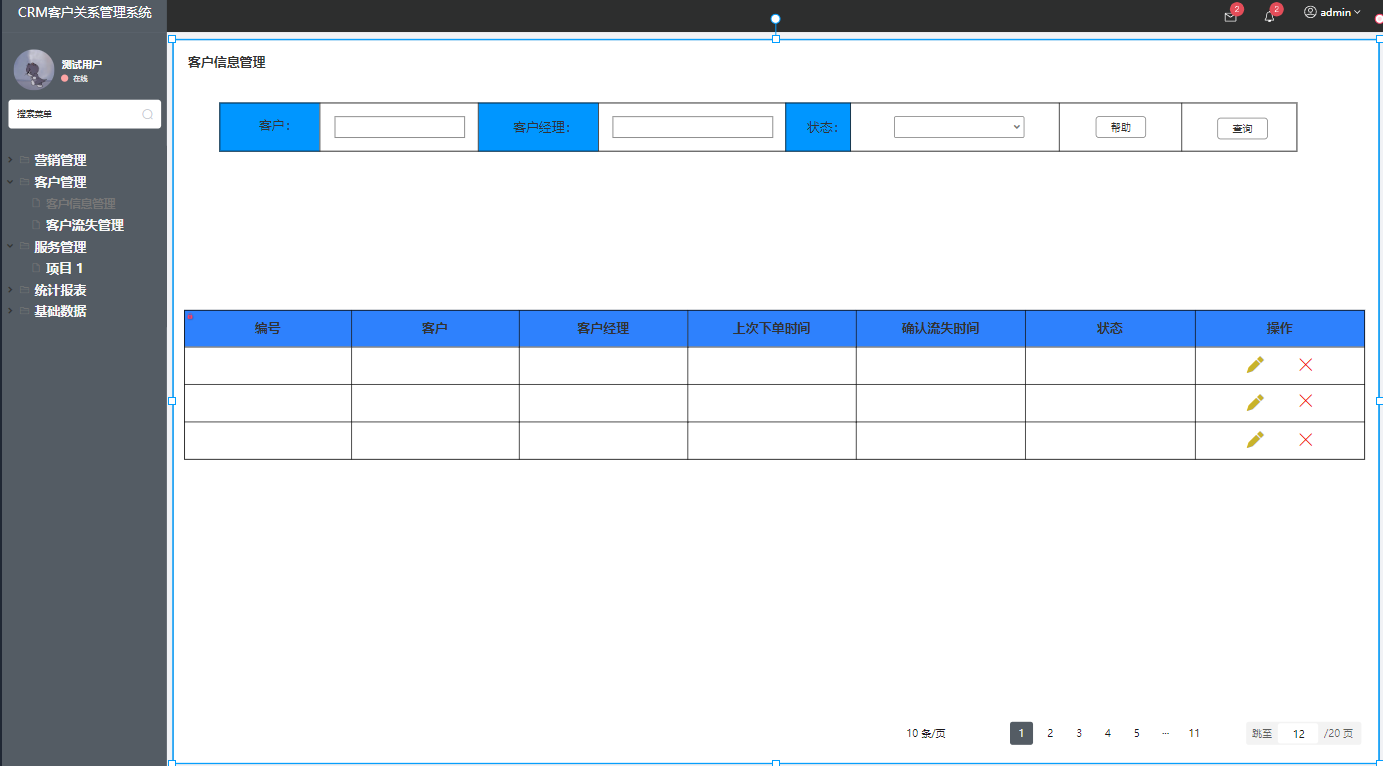 CRM客户关系管理系统
2
2
admin
测试用户
在线
搜索菜单
营销管理
客户管理
客户信息管理
客户流失管理
服务管理
项目 1
统计报表
基础数据
客户信息管理
客户： 客户经理： 状态： 帮助 查询
编号 客户 客户经理 上次下单时间 确认流失时间 状态 操作
10 条/页 1 2 3 4 5 ··· 11 跳至 12 /20 页